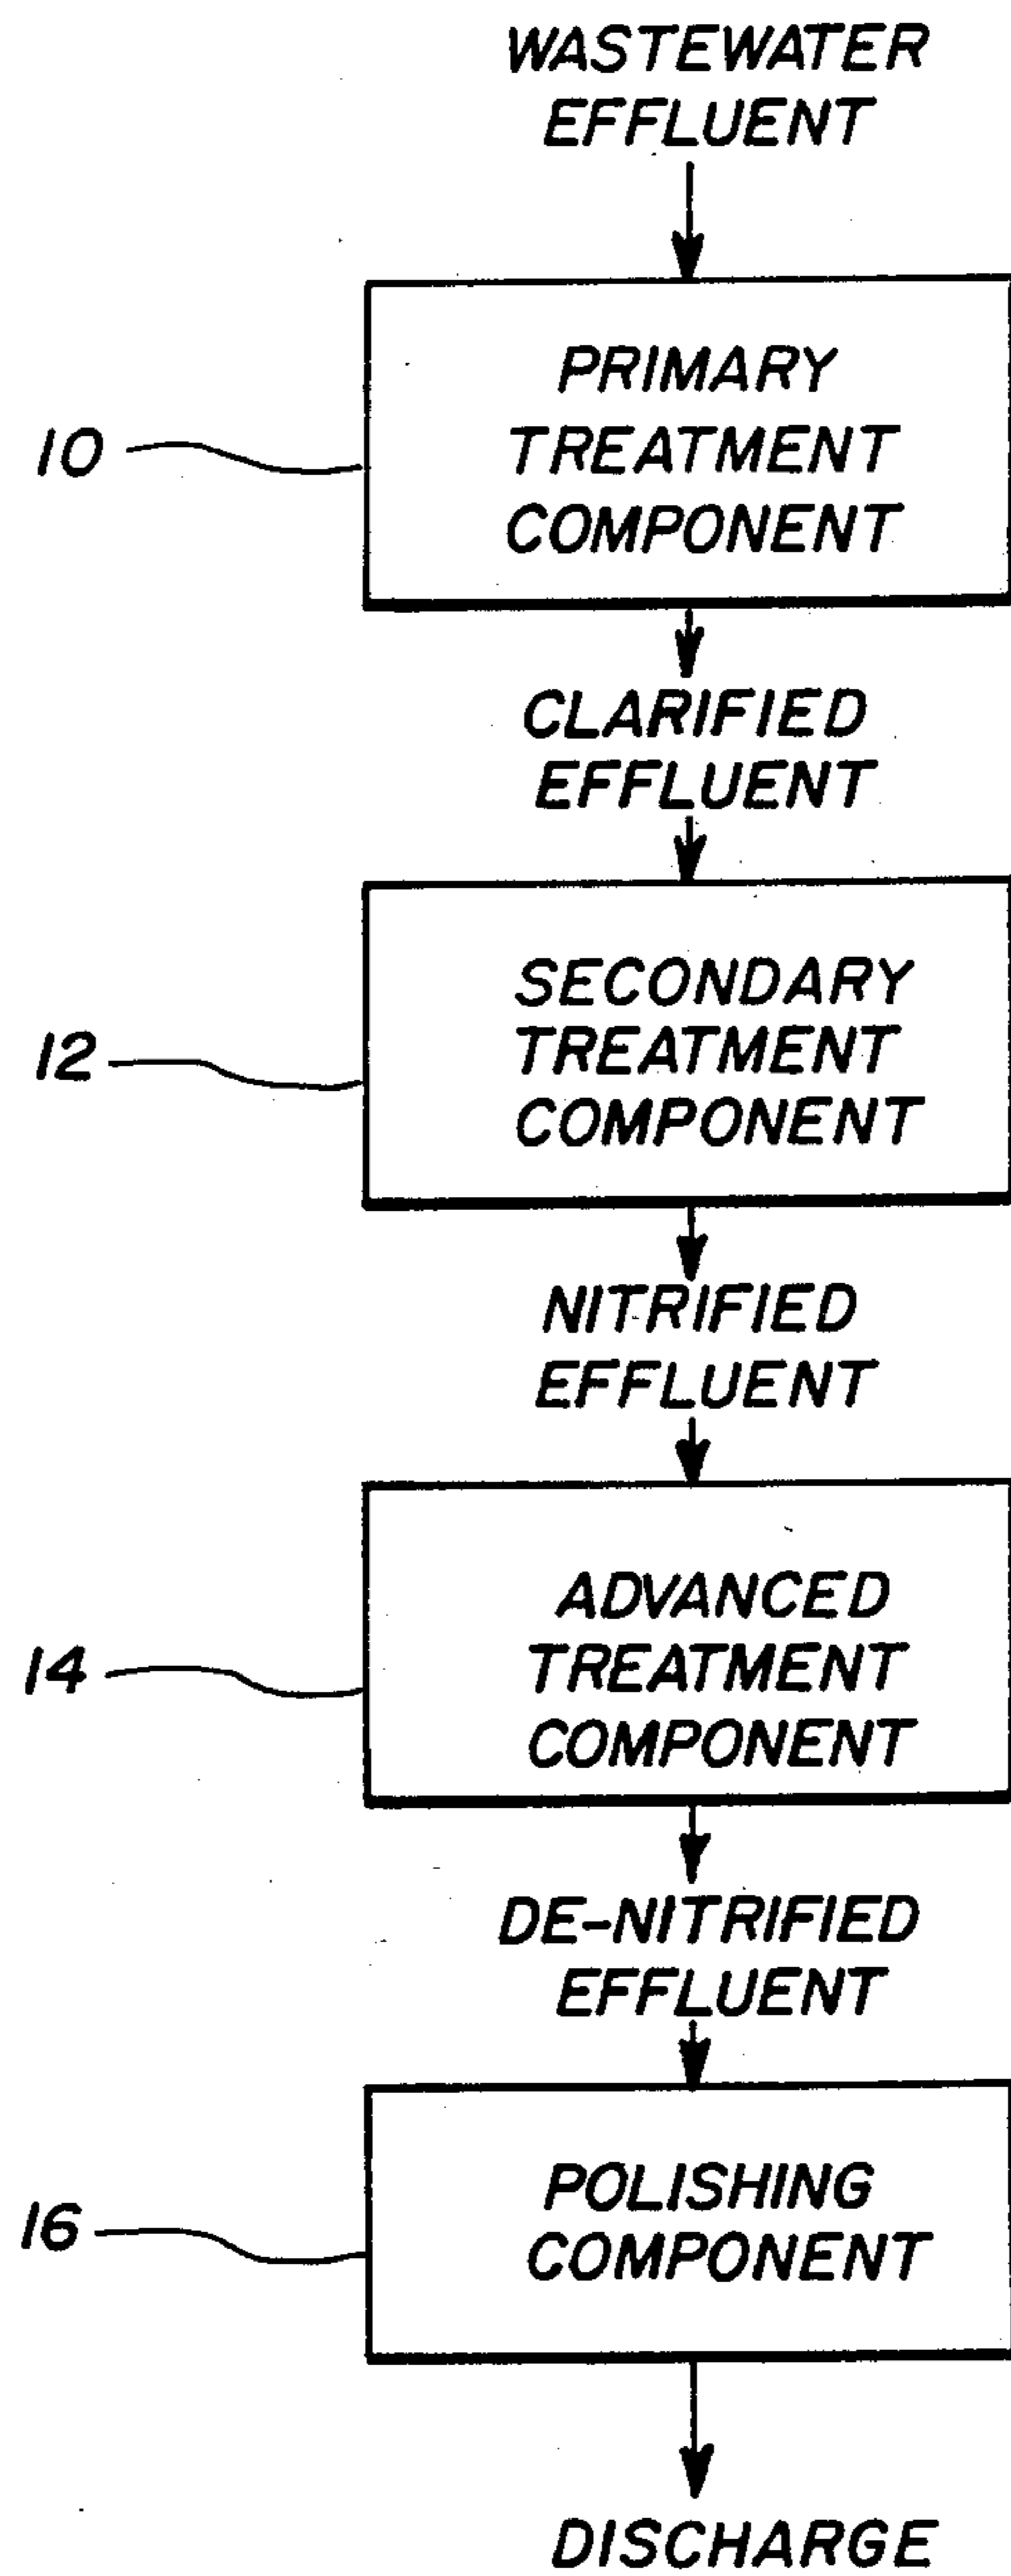 WASTEWATER
EFFLUENT
PRIMARY
TREATMENT
COMPONENT
10
CLARIFIED
EFFLUENT
SECONDARY
TREATMENT
COMPONENT
12
NITRIFIED
EFFLUENT
ADVANCED
TREATMENT
COMPONENT
14
DE-NITRIFIED
EFFLUENT
POLISHING
COMPONENT
16
DISCHARGE